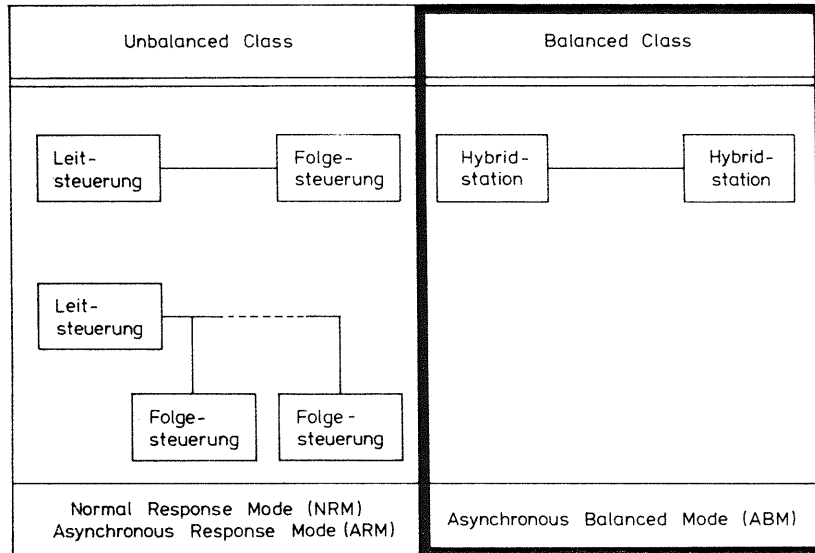 Unbalanced Class
Balanced Class
Leit-
steuerung
Folge-
steuerung
Hybrid-
station
Hybrid-
station
Leit-
steuerung
Folge-
steuerung
Folge-
steuerung
Normal Response Mode (NRM)
Asynchronous Response Mode (ARM)
Asynchronous Balanced Mode (ABM)